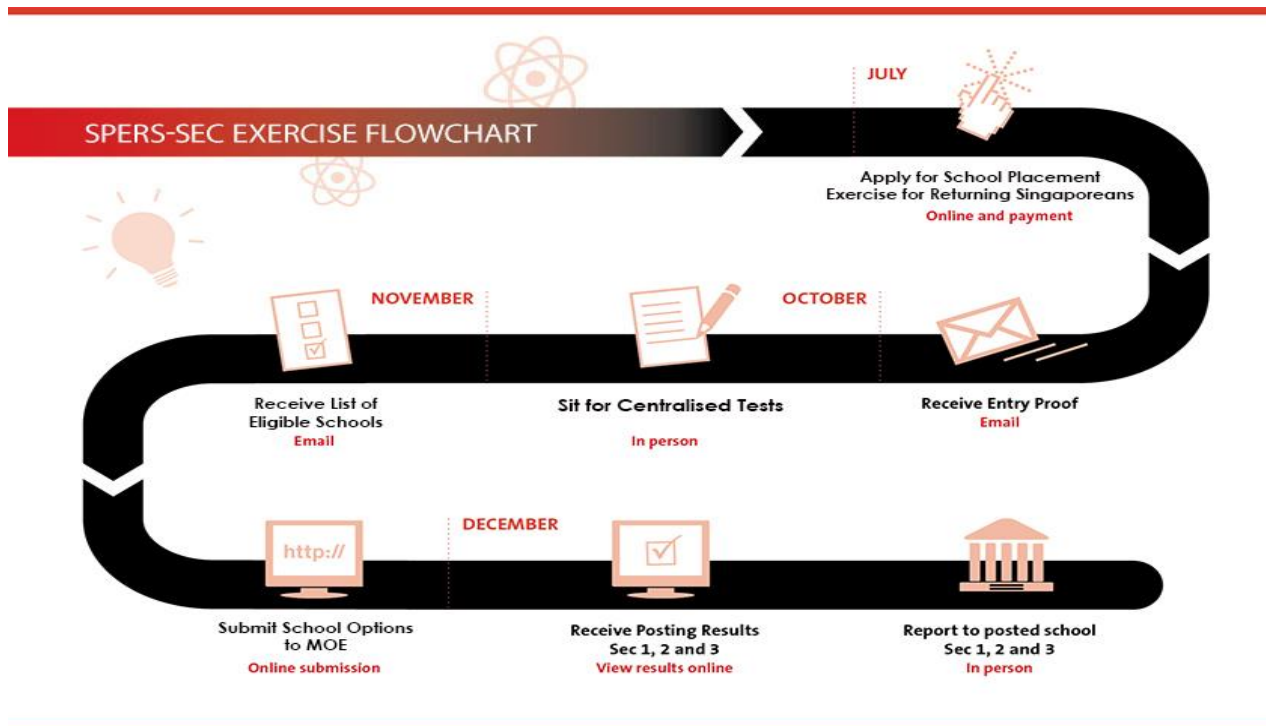 JULY
SPERS-SEC EXERCISE FLOWCHART
Apply for School Placement
Exercise for Returning Singaporeans
Online and payment
OCTOBER
Receive Entry Proof
Email
Sit for Centralised Tests
In person
NOVEMBER
Receive List of
Eligible Schools
Email
http://
Submit School Options
to MOE
Online submission
DECEMBER
Receive Posting Results
Sec 1, 2 and 3
View results online
Report to posted school
Sec 1, 2 and 3
In person